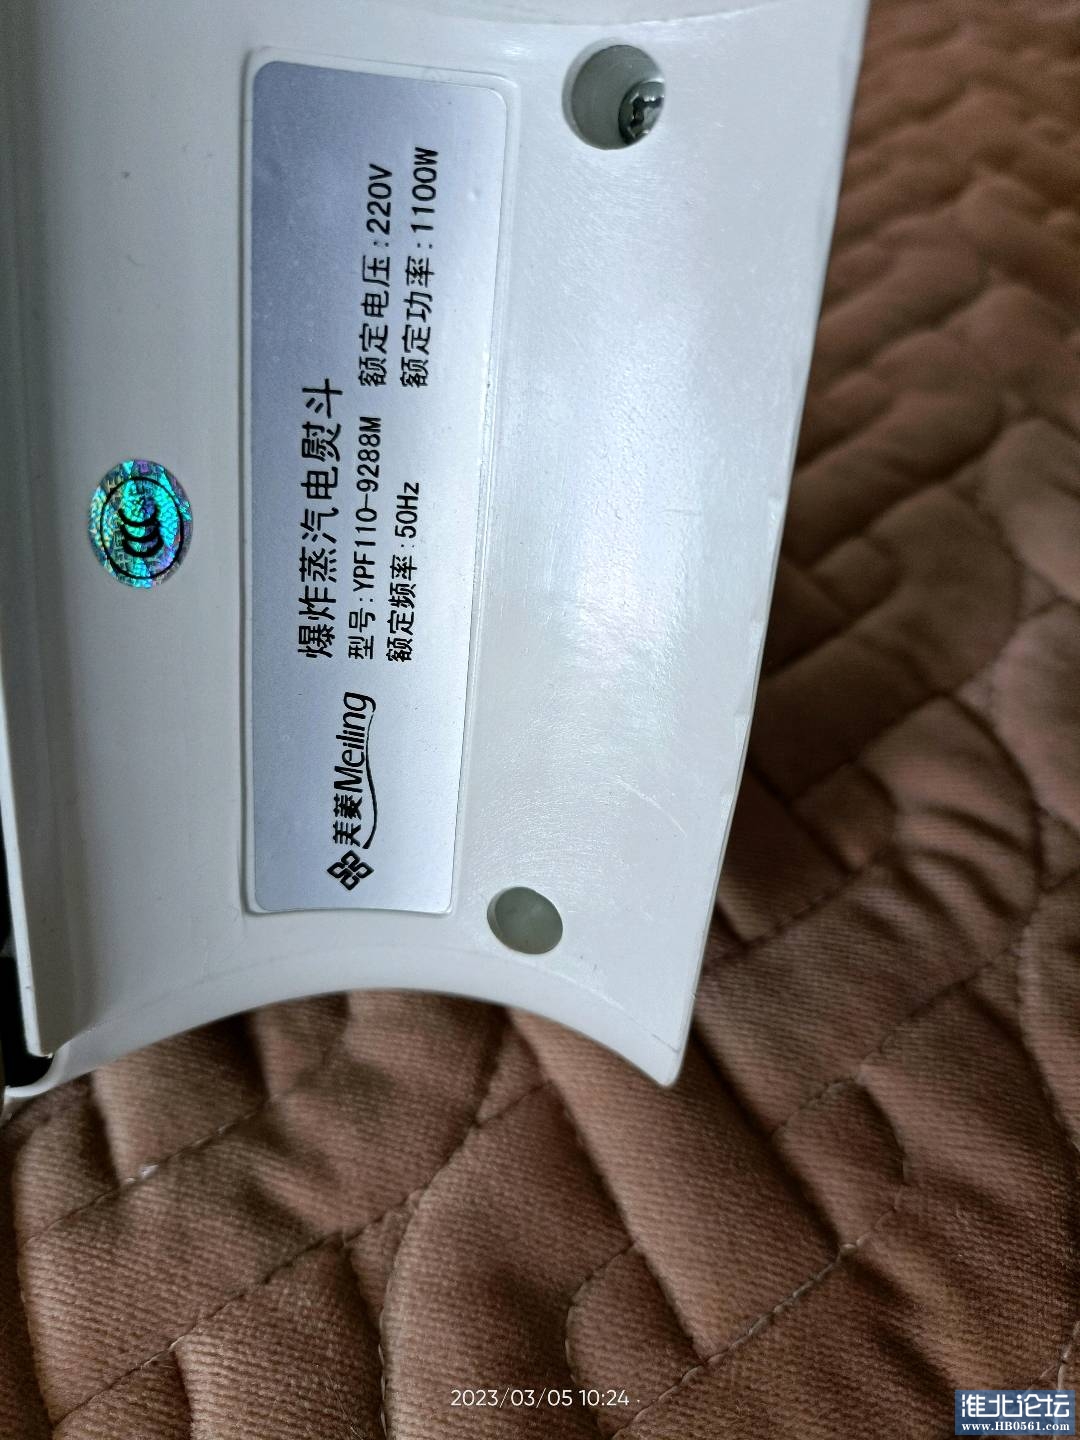 美菱Meiling
爆炸蒸汽电熨斗
型号:YPF110-9288M 额定电压:220V
额定频率:50Hz 额定功率:1100W
CCC
2023/03/05 10:24
淮北论坛
www.HB0561.com